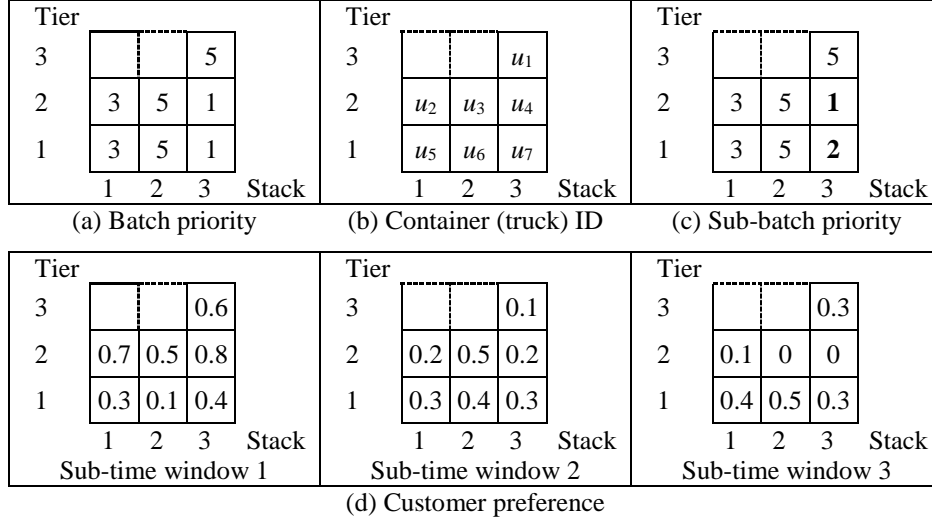 Tier
3 5
2 3 5 1
1 3 5 1
1 2 3 Stack
(a) Batch priority
Tier
3 u₁
2 u₂ u₃ u₄
1 u₅ u₆ u₇
1 2 3 Stack
(b) Container (truck) ID
Tier
3 5
2 3 5 1
1 3 5 2
1 2 3 Stack
(c) Sub-batch priority
Tier
3 0.6
2 0.7 0.5 0.8
1 0.3 0.1 0.4
1 2 3 Stack
Sub-time window 1
Tier
3 0.1
2 0.2 0.5 0.2
1 0.3 0.4 0.3
1 2 3 Stack
Sub-time window 2
Tier
3 0.3
2 0.1 0 0
1 0.4 0.5 0.3
1 2 3 Stack
Sub-time window 3
(d) Customer preference